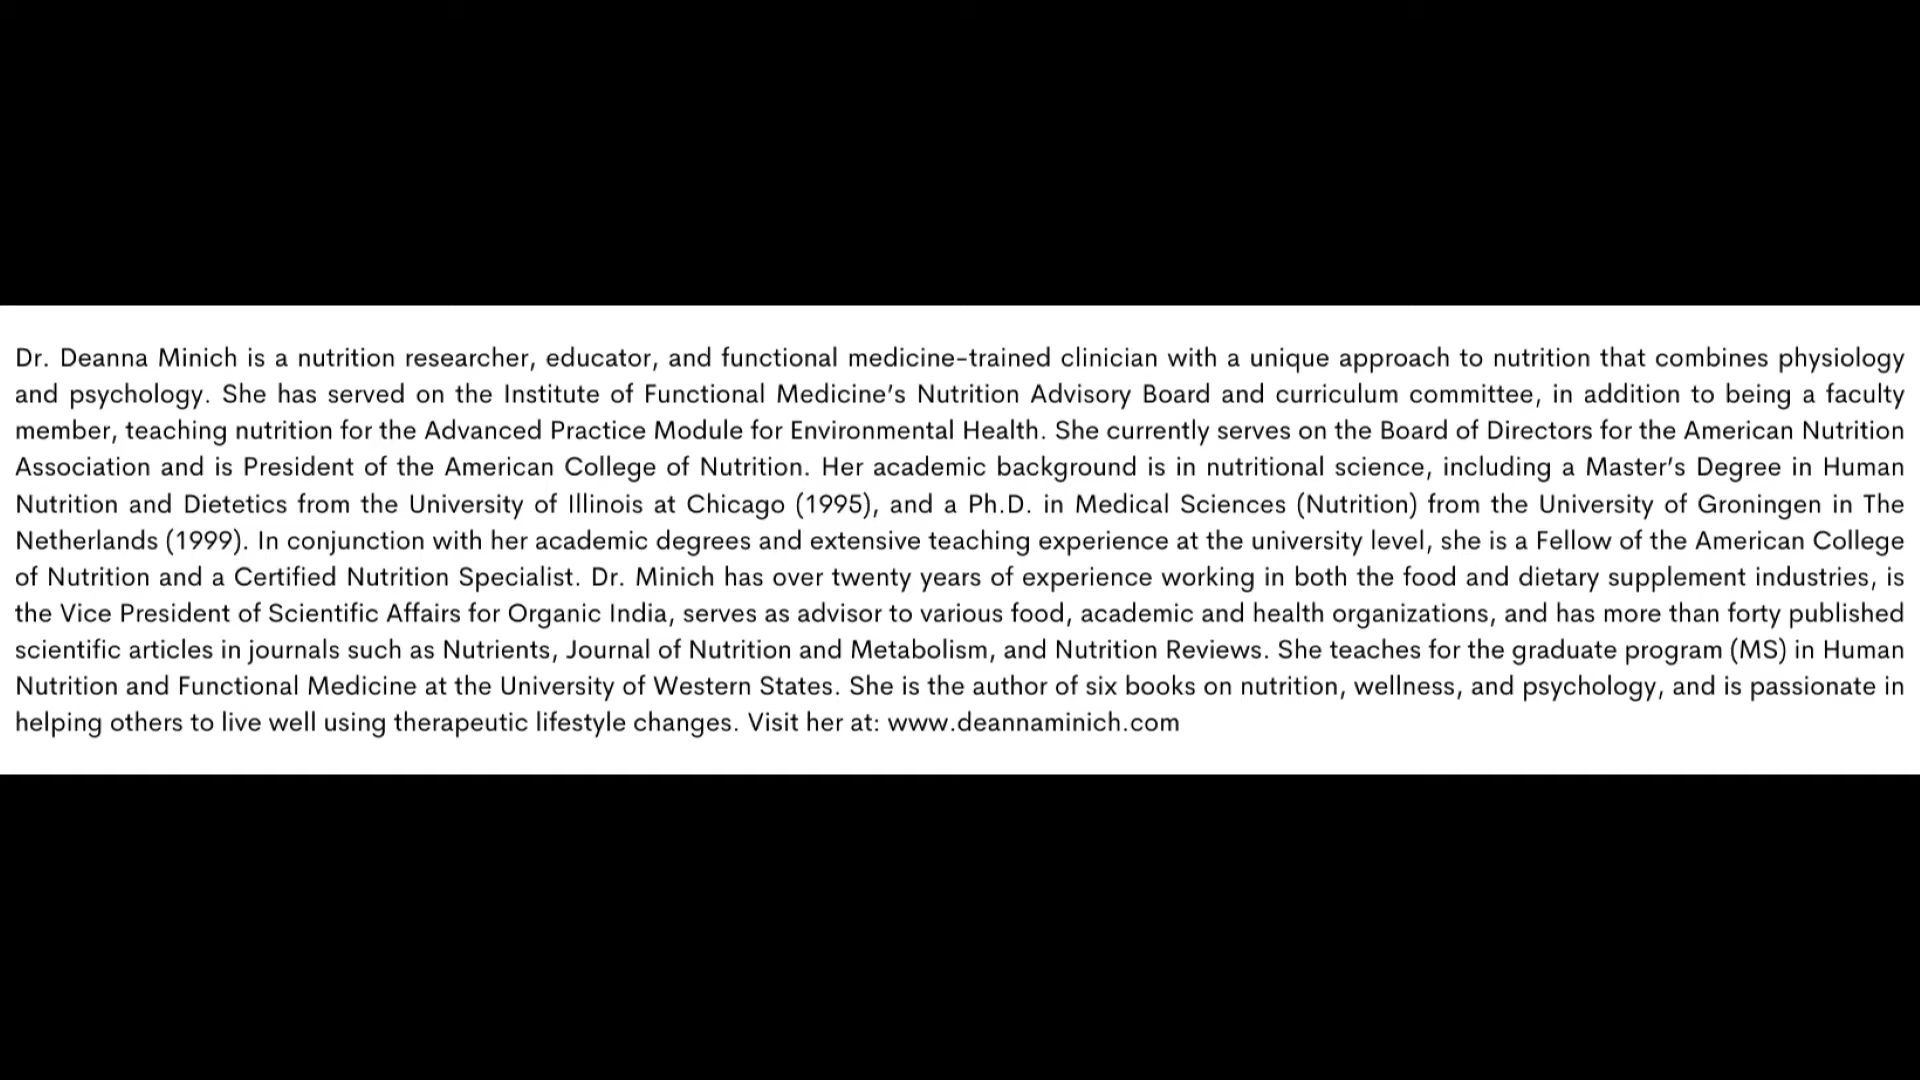 Dr. Deanna Minich is a nutrition researcher, educator, and functional medicine-trained clinician with a unique approach to nutrition that combines physiology
and psychology. She has served on the Institute of Functional Medicine's Nutrition Advisory Board and curriculum committee, in addition to being a faculty
member, teaching nutrition for the Advanced Practice Module for Environmental Health. She currently serves on the Board of Directors for the American Nutrition
Association and is President of the American College of Nutrition. Her academic background is in nutritional science, including a Master's Degree in Human
Nutrition and Dietetics from the University of Illinois at Chicago (1995), and a Ph.D. in Medical Sciences (Nutrition) from the University of Groningen in The
Netherlands (1999). In conjunction with her academic degrees and extensive teaching experience at the university level, she is a Fellow of the American College
of Nutrition and a Certified Nutrition Specialist. Dr. Minich has over twenty years of experience working in both the food and dietary supplement industries, is
the Vice President of Scientific Affairs for Organic India, serves as advisor to various food, academic and health organizations, and has more than forty published
scientific articles in journals such as Nutrients, Journal of Nutrition and Metabolism, and Nutrition Reviews. She teaches for the graduate program (MS) in Human
Nutrition and Functional Medicine at the University of Western States. She is the author of six books on nutrition, wellness, and psychology, and is passionate in
helping others to live well using therapeutic lifestyle changes. Visit her at: www.deannaminich.com